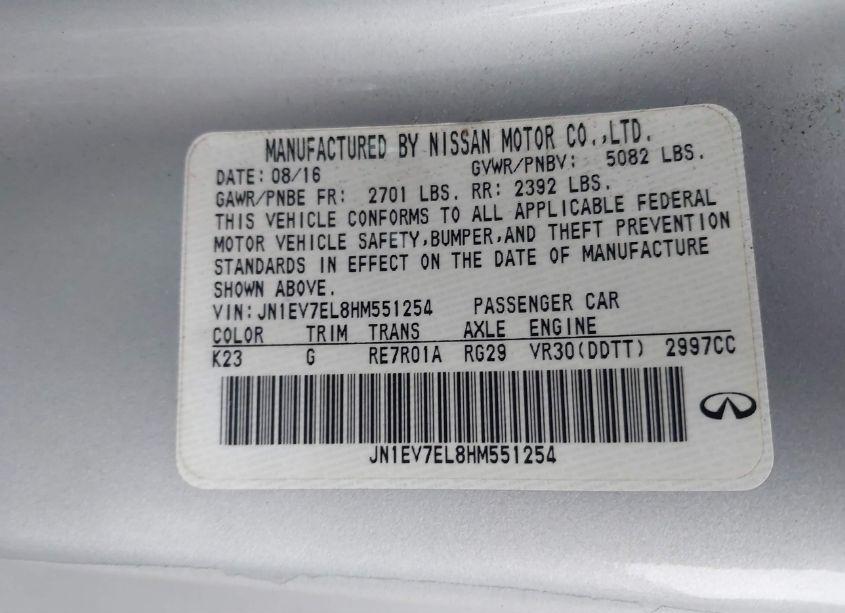 MANUFACTURED BY NISSAN MOTOR CO.,LTD.
DATE: 08/16 GVWR/PNBV: 5082 LBS.
GAWR/PNBE FR: 2701 LBS. RR: 2392 LBS.
THIS VEHICLE CONFORMS TO ALL APPLICABLE FEDERAL
MOTOR VEHICLE SAFETY,BUMPER,AND THEFT PREVENTION
STANDARDS IN EFFECT ON THE DATE OF MANUFACTURE
SHOWN ABOVE.
VIN:JN1EV7EL8HM551254 PASSENGER CAR
COLOR TRIM TRANS AXLE ENGINE
K23 G RE7R01A RG29 VR30(DDTT) 2997CC
JN1EV7EL8HM551254